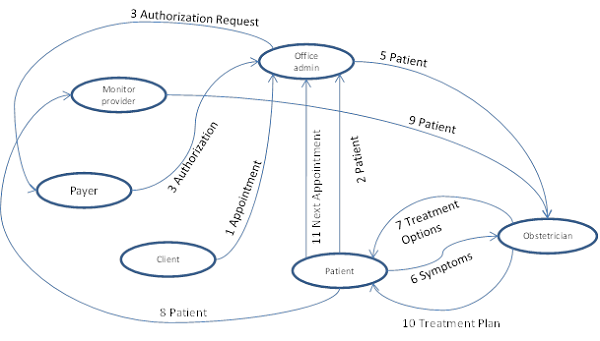 3 Authorization Request
Office
admin
5 Patient
Monitor
provider
9 Patient
3 Authorization
Payer
1 Appointment
11 Next Appointment
2 Patient
7 Treatment
Options
Obstetrician
Client
Patient
6 Symptoms
8 Patient
10 Treatment Plan